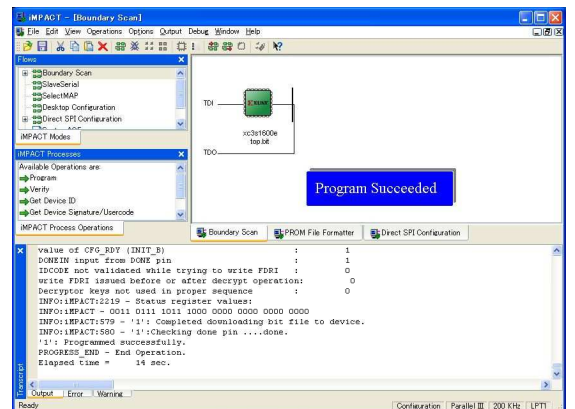 iMPACT - [Boundary Scan]
File Edit View Operations Options Output Debug Window Help
Flows
Boundary Scan
SlaveSerial
SelectMAP
Desktop Configuration
Direct SPI Configuration
iMPACT Modes
iMPACT Processes
Available Operations are:
Program
Verify
Get Device ID
Get Device Signature/Usercode
iMPACT Process Operations
TDI
XILINX
xc3s1600e
top.bit
TDO
Program Succeeded
Boundary Scan PROM File Formatter Direct SPI Configuration
value of CFG_RDY (INIT_B) : 1
DONEIN input from DONE pin : 1
IDCODE not validated while trying to write FDRI : 0
write FDRI issued before or after decrypt operation: 0
Decryptor keys not used in proper sequence : 0
INFO:iMPACT:2219 - Status register values:
INFO:iMPACT - 0011 0111 1011 1000 0000 0000 0000 0000
INFO:iMPACT:579 - '1': Completed downloading bit file to device.
INFO:iMPACT:580 - '1':Checking done pin ....done.
'1': Programmed successfully.
PROGRESS_END - End Operation.
Elapsed time = 14 sec.
Transcript
Output Error Warning
Ready Configuration Parallel III 200 KHz LPT1